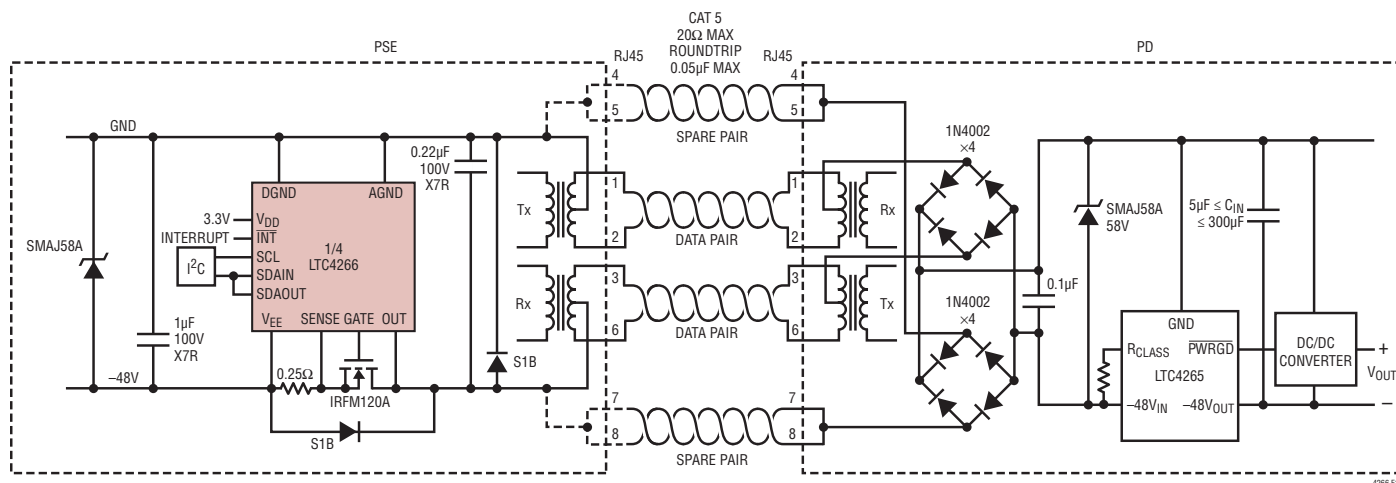 CAT 5
20Ω MAX
ROUNDTRIP
0.05µF MAX
PSE
RJ45
RJ45
PD
4
5
4
5
SPARE PAIR
GND
DGND
AGND
0.22µF
100V
X7R
1N4002
×4
3.3V
INTERRUPT
I²C
VDD
INT
SCL
SDAIN
SDAOUT
VEE
SENSE
GATE
OUT
1/4
LTC4266
SMAJ58A
1µF
100V
X7R
Tx
1
2
DATA PAIR
1
2
Rx
SMAJ58A
58V
5µF ≤ CIN
≤ 300µF
Rx
3
6
DATA PAIR
3
6
Tx
0.1µF
1N4002
×4
S1B
–48V
0.25Ω
IRFM120A
S1B
7
8
SPARE PAIR
7
8
GND
RCLASS
PWRGD
LTC4265
–48VIN
–48VOUT
DC/DC
CONVERTER
+
VOUT
–